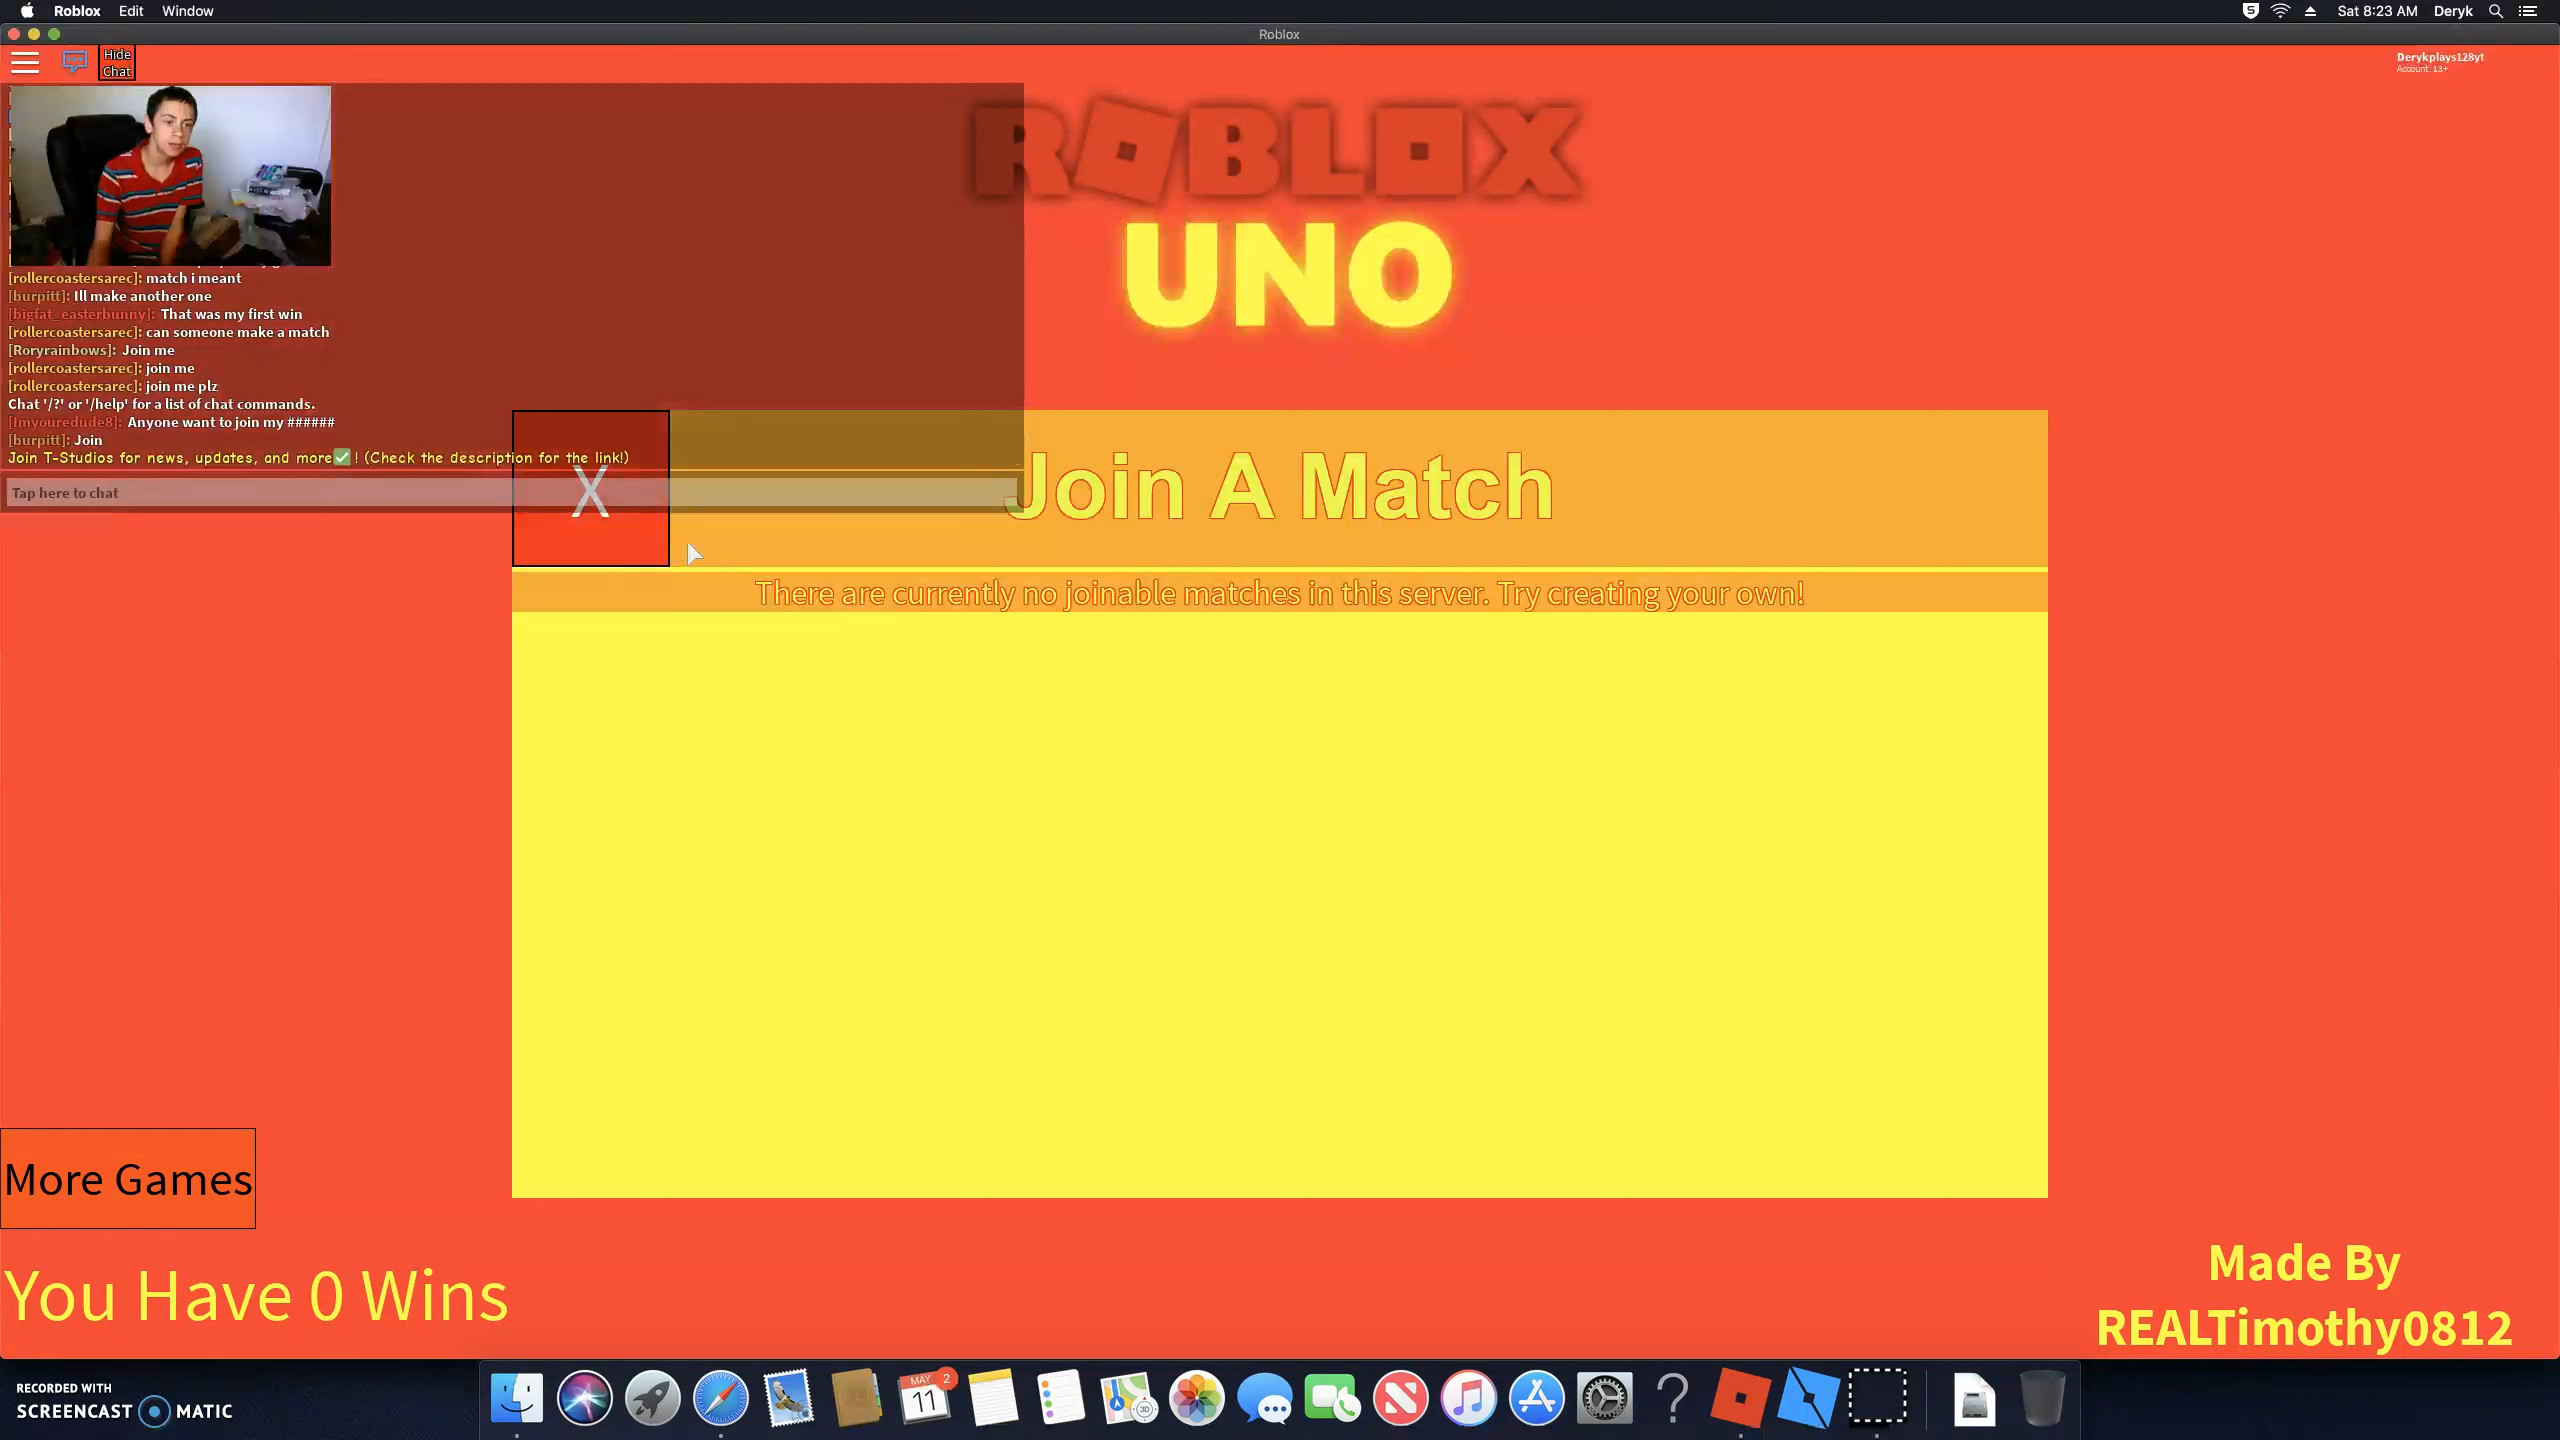 Roblox Edit Window
Sat 8:23 AM Deryk
Roblox
Hide
Chat
Derykplays128yt
Account: 13+
ROBLOX
UNO
[rollercoastersarec]: match i meant
[burpitt]: Ill make another one
[bigfat_easterbunny]: That was my first win
[rollercoastersarec]: can someone make a match
[Roryrainbows]: Join me
[rollercoastersarec]: join me
[rollercoastersarec]: join me plz
Chat '/?' or '/help' for a list of chat commands.
[Imyouredude8]: Anyone want to join my ######
[burpitt]: Join
Join T-Studios for news, updates, and more✅! (Check the description for the link!)
Tap here to chat
X
Join A Match
There are currently no joinable matches in this server. Try creating your own!
More Games
You Have 0 Wins
Made By
REALTimothy0812
RECORDED WITH
SCREENCAST MATIC
MAY
11
2
3D